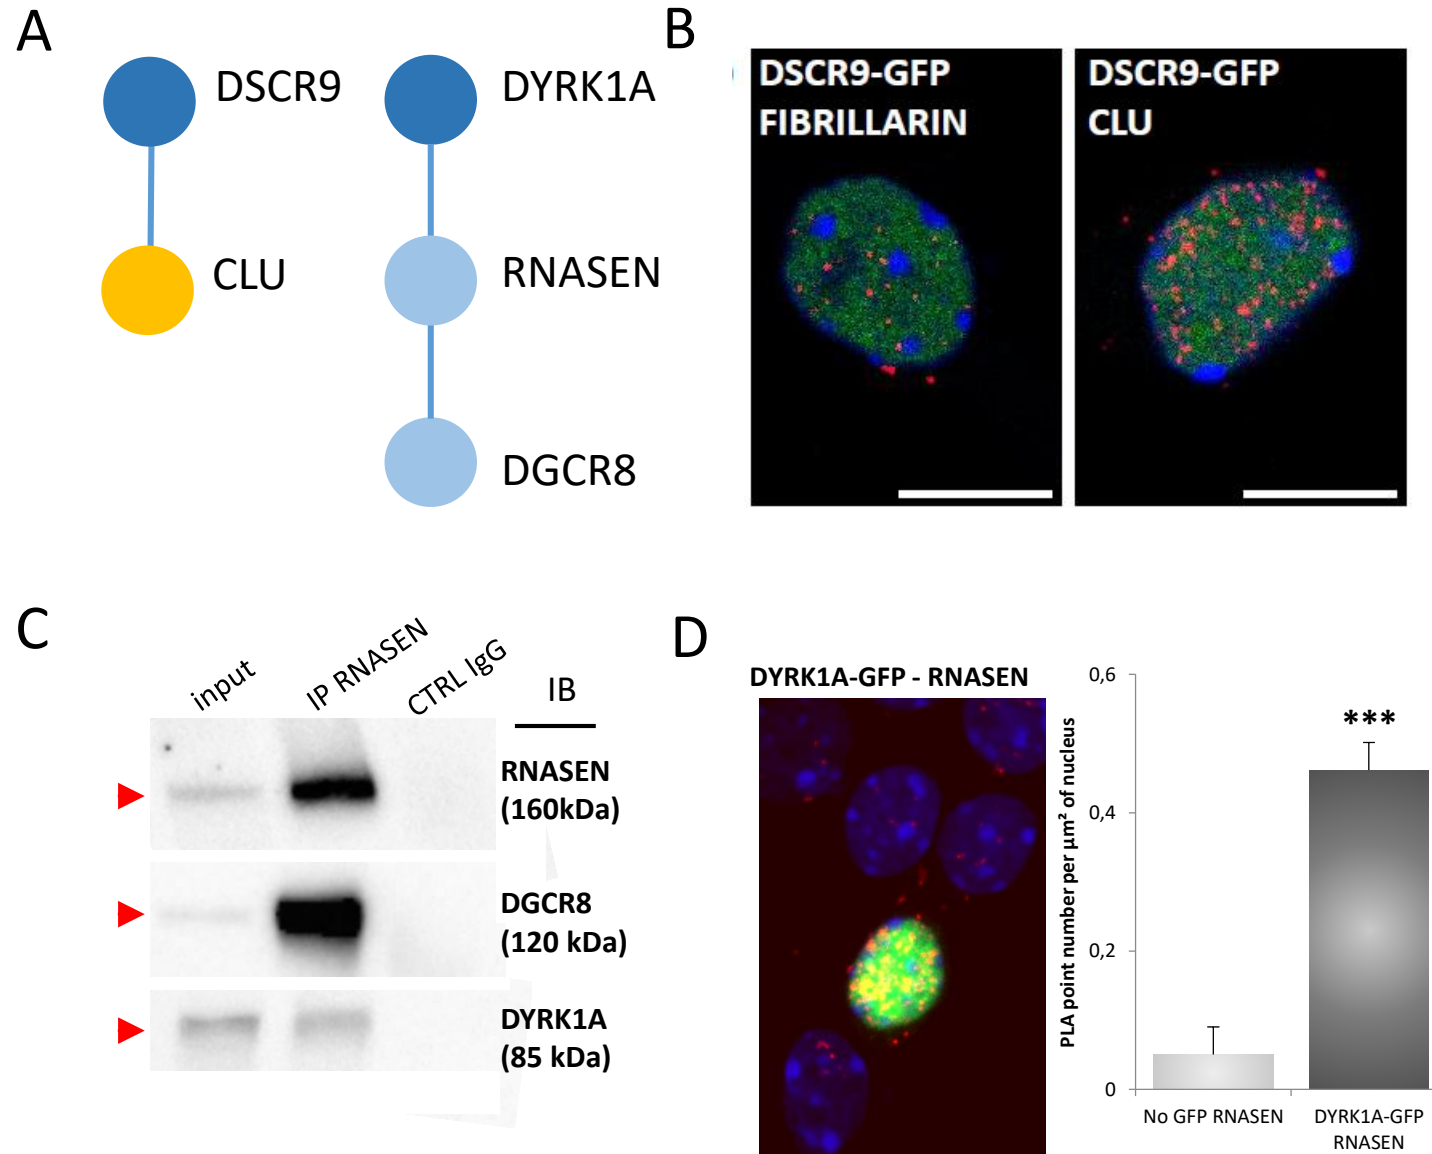 A
DSCR9
DYRK1A
CLU
RNASEN
DGCR8
B
DSCR9-GFP
FIBRILLARIN
DSCR9-GFP
CLU
C
input
IP RNASEN
CTRL IgG
IB
RNASEN
(160kDa)
DGCR8
(120 kDa)
DYRK1A
(85 kDa)
D
DYRK1A-GFP - RNASEN
PLA point number per µm² of nucleus
0,6
0,4
0,2
0
***
No GFP RNASEN
DYRK1A-GFP
RNASEN